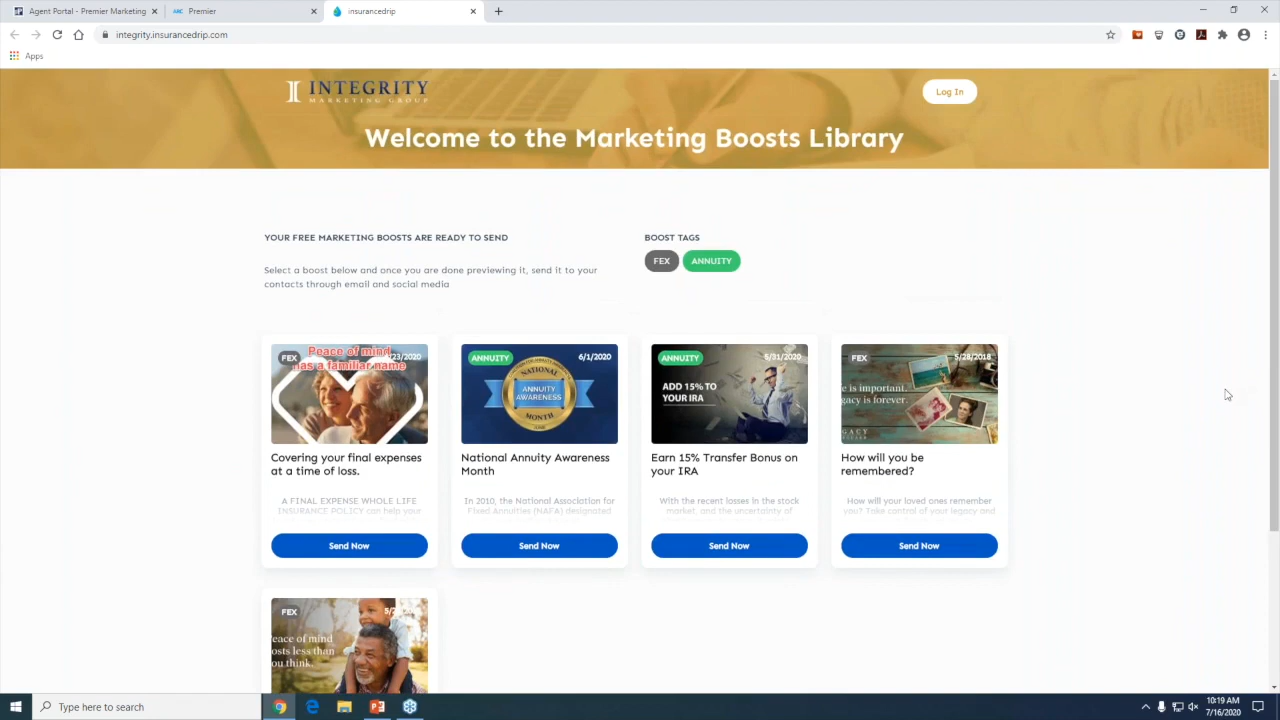 Agent Portal - Premier Marketing
ABC Premier
insurancedrip
integrity.insurancedrip.com
Apps
INTEGRITY
MARKETING GROUP
Log In
Welcome to the Marketing Boosts Library
YOUR FREE MARKETING BOOSTS ARE READY TO SEND
Select a boost below and once you are done previewing it, send it to your
contacts through email and social media
BOOST TAGS
FEX ANNUITY
FEX
23/2020
Peace of mind
has a familiar name
Covering your final expenses
at a time of loss.
A FINAL EXPENSE WHOLE LIFE
INSURANCE POLICY can help your
Send Now
ANNUITY
6/1/2020
NATIONAL
ANNUITY
AWARENESS
MONTH
National Annuity Awareness
Month
In 2010, the National Association for
Fixed Annuities (NAFA) designated
Send Now
ANNUITY
5/31/2020
ADD 15% TO
YOUR IRA
Earn 15% Transfer Bonus on
your IRA
With the recent losses in the stock
market, and the uncertainty of
Send Now
FEX
5/28/2018
e is important.
gacy is forever.
GACY
How will you be
remembered?
How will your loved ones remember
you? Take control of your legacy and
Send Now
FEX
eace of mind
osts less than
ou think.
Type here to search
10:19 AM
7/16/2020